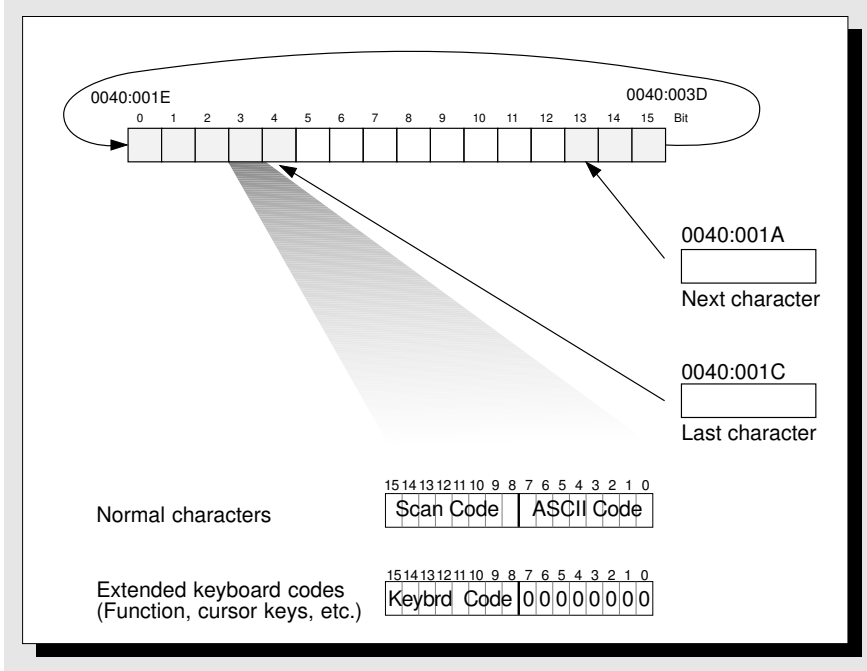 0040:001E 0040:003D
0 1 2 3 4 5 6 7 8 9 10 11 12 13 14 15 Bit
0040:001A
Next character
0040:001C
Last character
15 14 13 12 11 10 9 8 7 6 5 4 3 2 1 0
Normal characters Scan Code ASCII Code
15 14 13 12 11 10 9 8 7 6 5 4 3 2 1 0
Extended keyboard codes Keybrd Code 0 0 0 0 0 0 0 0
(Function, cursor keys, etc.)